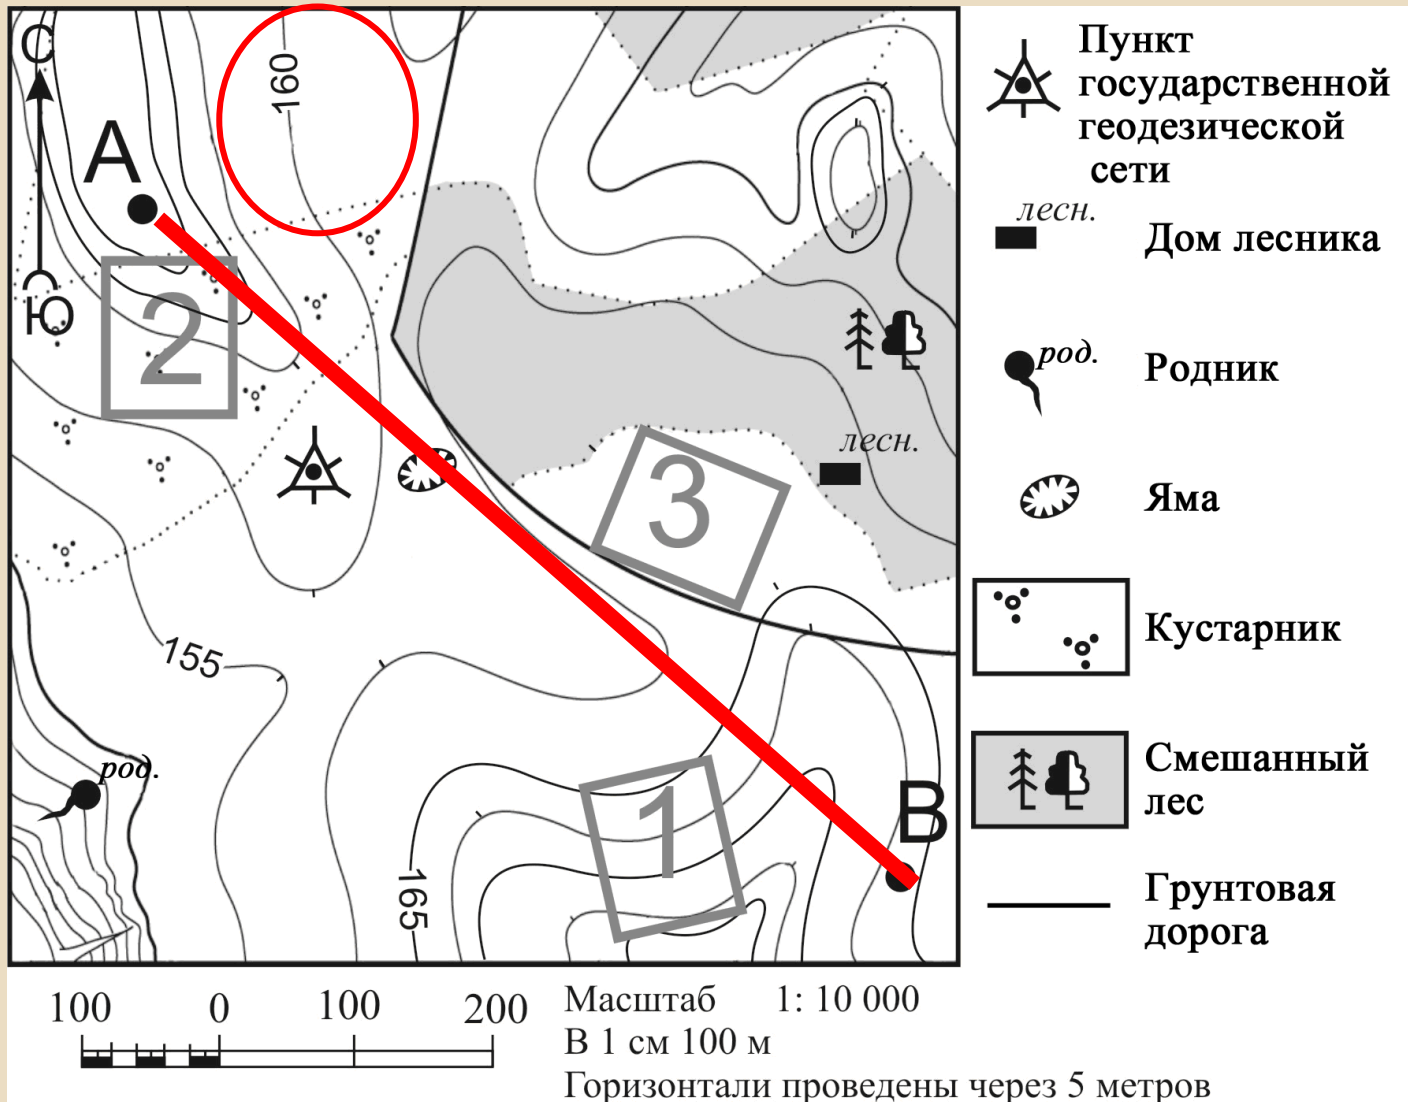 С
160
А
Ю
2
лесн.
3
155
род.
1
165
В
Пункт
государственной
геодезической
сети
лесн.
Дом лесника
род.
Родник
Яма
Кустарник
Смешанный
лес
Грунтовая
дорога
100 0 100 200
Масштаб 1: 10 000
В 1 см 100 м
Горизонтали проведены через 5 метров